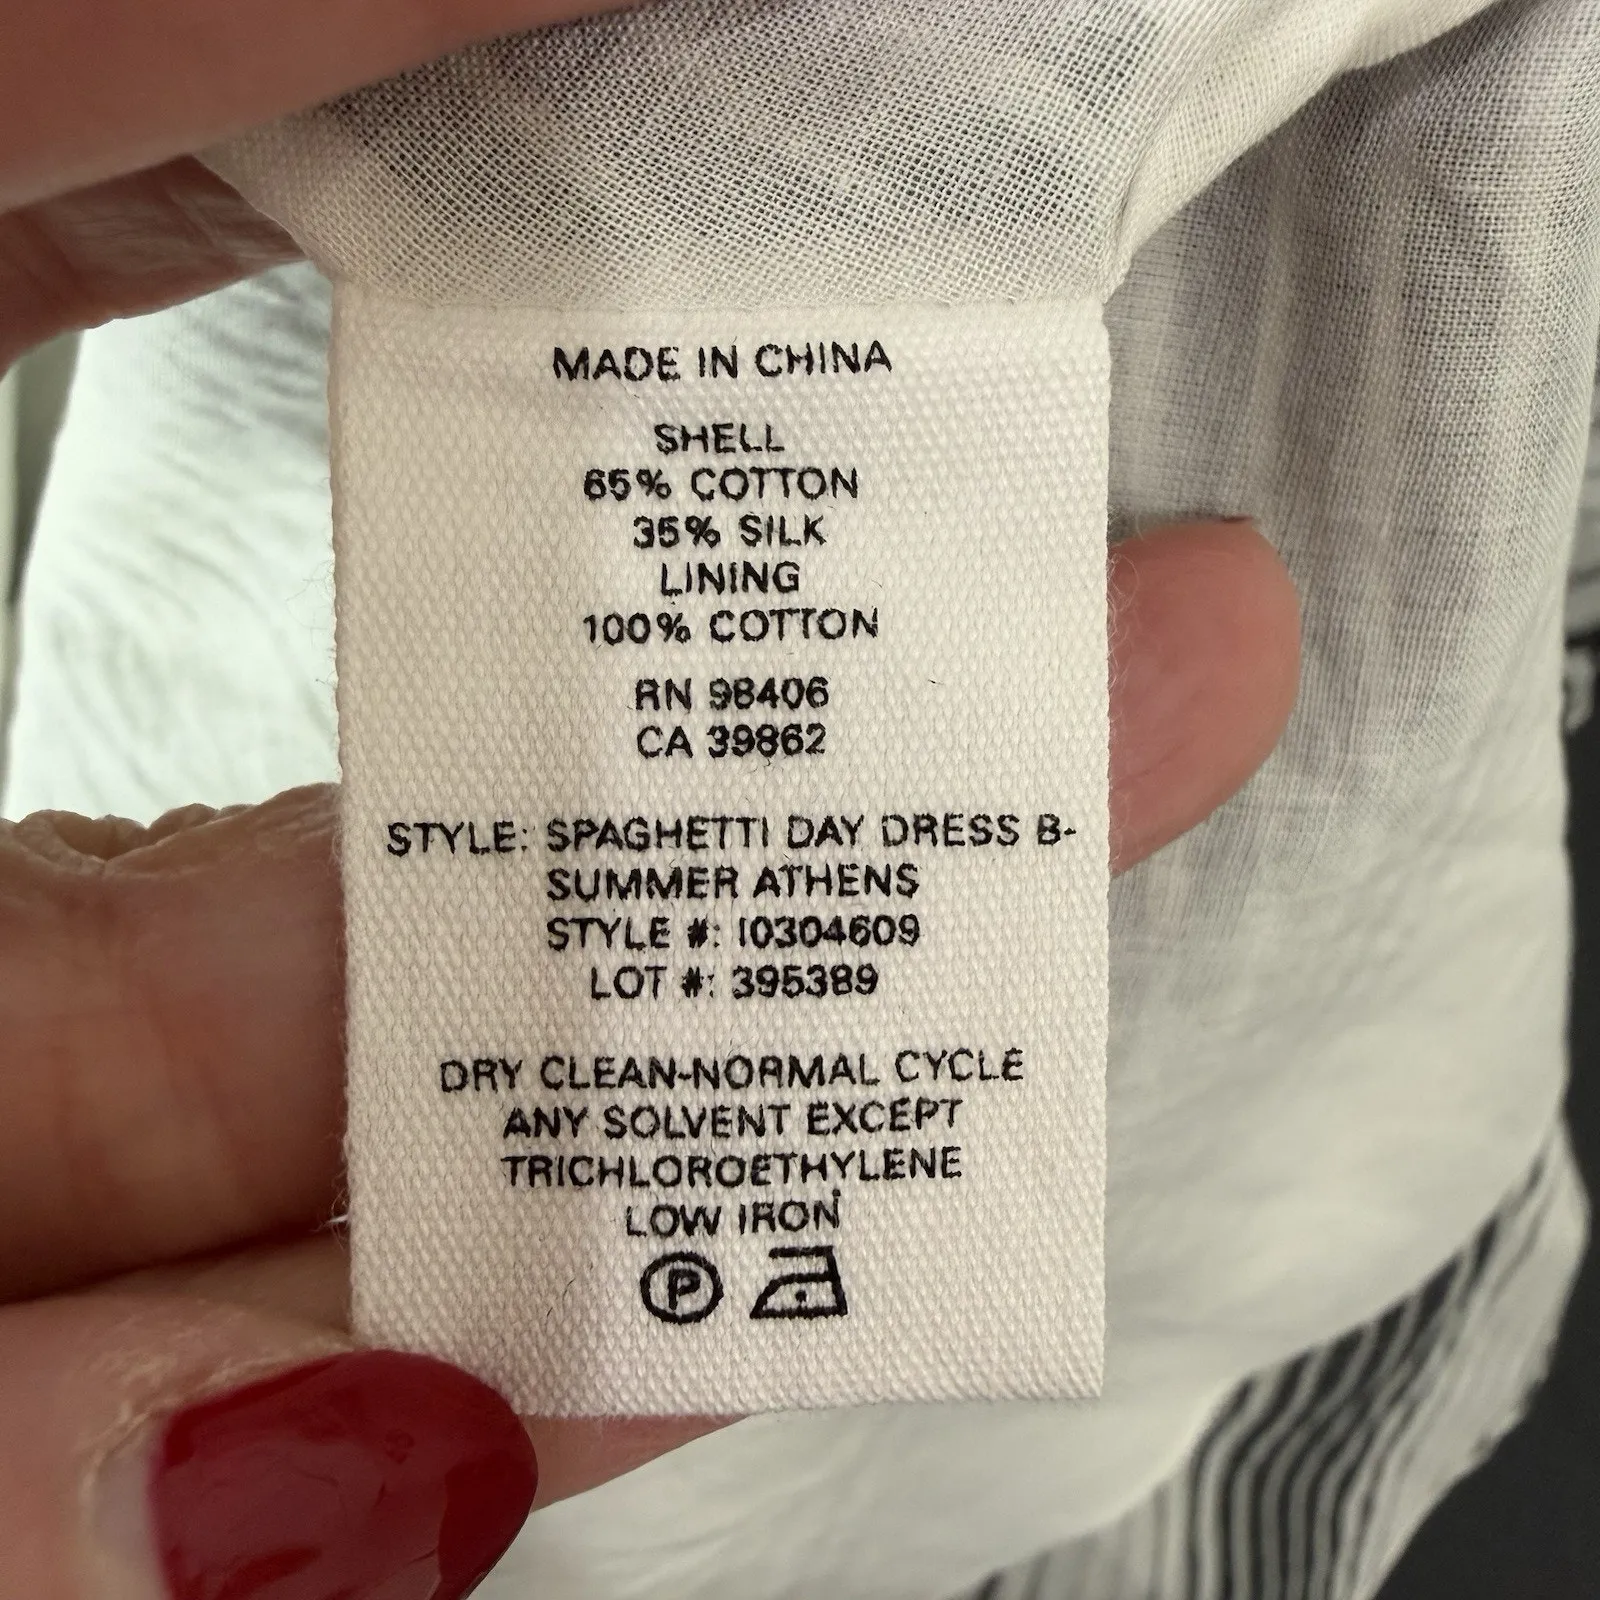 MADE IN CHINA
SHELL
65% COTTON
35% SILK
LINING
100% COTTON
RN 98406
CA 39862
STYLE: SPAGHETTI DAY DRESS B-
SUMMER ATHENS
STYLE #: 10304609
LOT #: 395389
DRY CLEAN-NORMAL CYCLE
ANY SOLVENT EXCEPT
TRICHLOROETHYLENE
LOW IRON
P